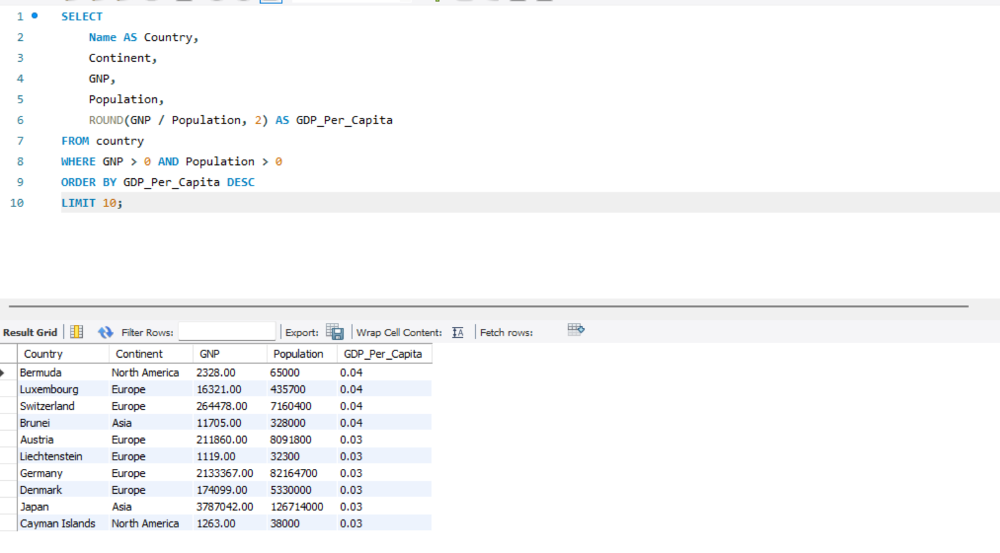 1 SELECT
2 Name AS Country,
3 Continent,
4 GNP,
5 Population,
6 ROUND(GNP / Population, 2) AS GDP_Per_Capita
7 FROM country
8 WHERE GNP > 0 AND Population > 0
9 ORDER BY GDP_Per_Capita DESC
10 LIMIT 10;
Result Grid Filter Rows: Export: Wrap Cell Content: Fetch rows:
Country Continent GNP Population GDP_Per_Capita
Bermuda North America 2328.00 65000 0.04
Luxembourg Europe 16321.00 435700 0.04
Switzerland Europe 264478.00 7160400 0.04
Brunei Asia 11705.00 328000 0.04
Austria Europe 211860.00 8091800 0.03
Liechtenstein Europe 1119.00 32300 0.03
Germany Europe 2133367.00 82164700 0.03
Denmark Europe 174099.00 5330000 0.03
Japan Asia 3787042.00 126714000 0.03
Cayman Islands North America 1263.00 38000 0.03